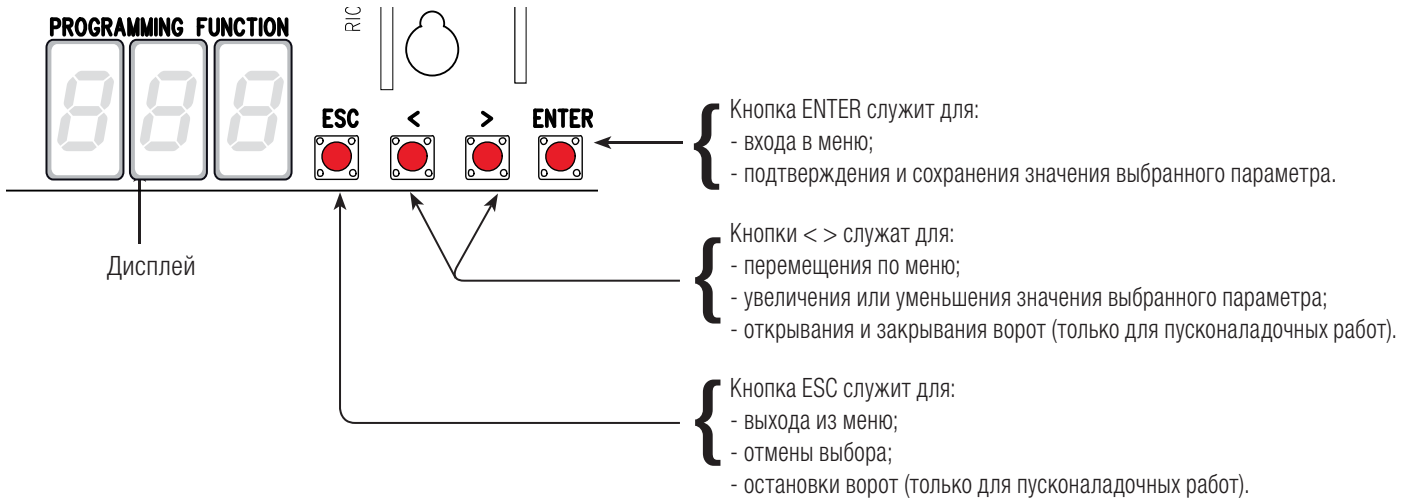 PROGRAMMING FUNCTION
RIC
ESC < > ENTER
Дисплей
Кнопка ENTER служит для:
- входа в меню;
- подтверждения и сохранения значения выбранного параметра.
Кнопки < > служат для:
- перемещения по меню;
- увеличения или уменьшения значения выбранного параметра;
- открывания и закрывания ворот (только для пусконаладочных работ).
Кнопка ESC служит для:
- выхода из меню;
- отмены выбора;
- остановки ворот (только для пусконаладочных работ).